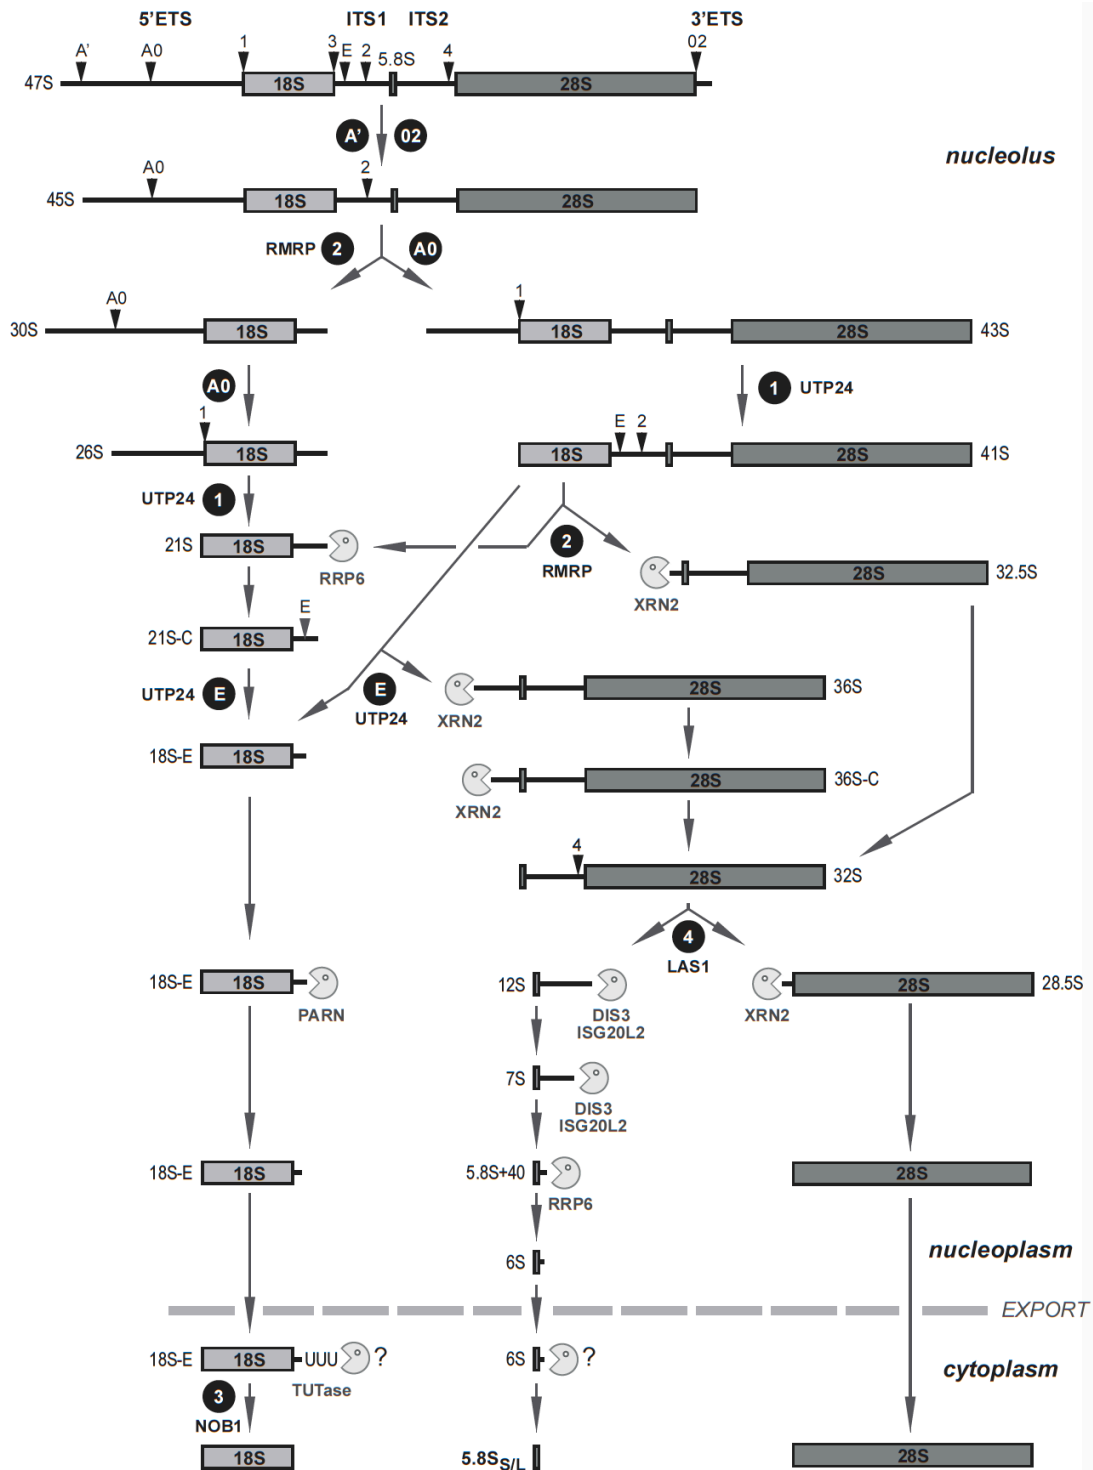 5'ETS ITS1 ITS2 3'ETS
A' A0 1 3 E 2 5.8S 4 02
47S 18S 28S
A' 02
nucleolus
A0 2
45S 18S 28S
RMRP 2 A0
A0 1
30S 18S 18S 28S 43S
A0 1 UTP24
1 E 2
26S 18S 18S 28S 41S
UTP24 1
21S 18S 2
RRP6 RMRP
28S 32.5S
XRN2
E
21S-C 18S
UTP24 E E 28S 36S
UTP24 XRN2
18S-E 18S
28S 36S-C
XRN2
4
28S 32S
4
LAS1
18S-E 18S 12S 28S 28.5S
PARN DIS3 XRN2
ISG20L2
7S
DIS3
ISG20L2
18S-E 18S 5.8S+40 28S
RRP6
nucleoplasm
6S
EXPORT
18S-E 18S UUU ? 6S ?
cytoplasm
TUTase
3
NOB1
18S 5.8SS/L 28S